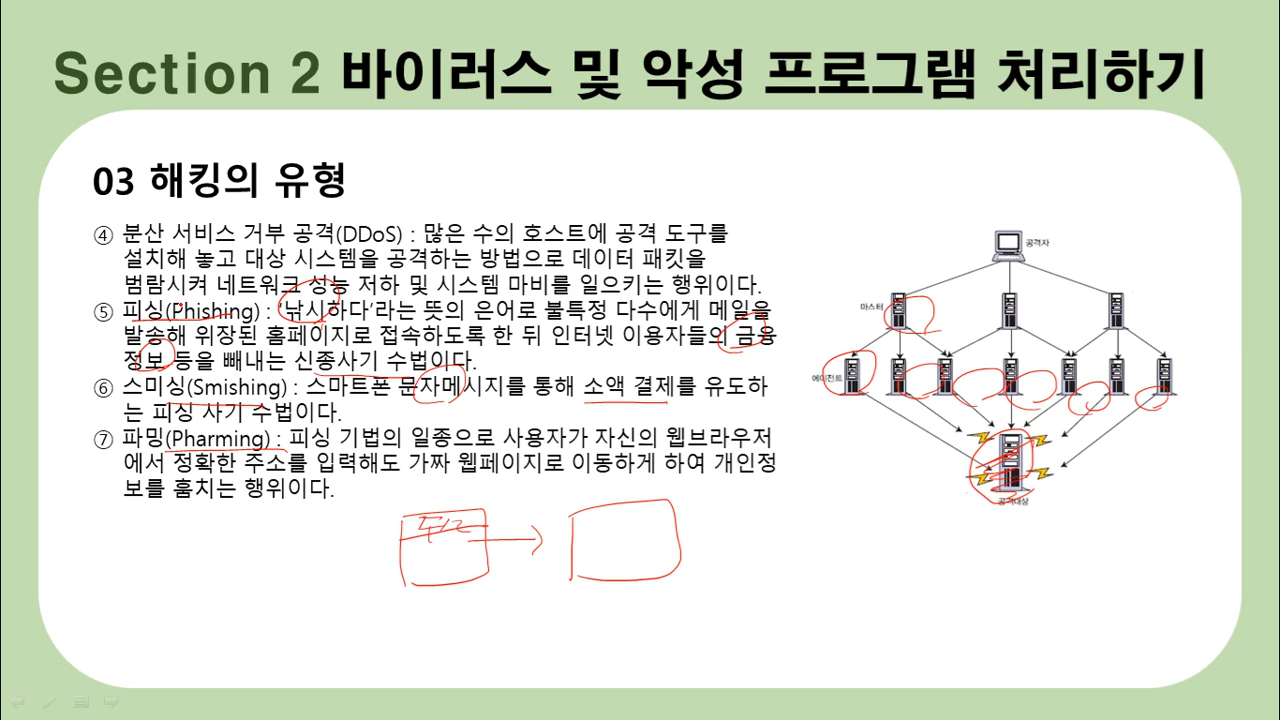 Section 2 바이러스 및 악성 프로그램 처리하기
03 해킹의 유형
④ 분산 서비스 거부 공격(DDoS) : 많은 수의 호스트에 공격 도구를
설치해 놓고 대상 시스템을 공격하는 방법으로 데이터 패킷을
범람시켜 네트워크 성능 저하 및 시스템 마비를 일으키는 행위이다.
⑤ 피싱(Phishing) : '낚시하다'라는 뜻의 은어로 불특정 다수에게 메일을
발송해 위장된 홈페이지로 접속하도록 한 뒤 인터넷 이용자들의 금융
정보 등을 빼내는 신종사기 수법이다.
⑥ 스미싱(Smishing) : 스마트폰 문자메시지를 통해 소액 결제를 유도하
는 피싱 사기 수법이다.
⑦ 파밍(Pharming) : 피싱 기법의 일종으로 사용자가 자신의 웹브라우저
에서 정확한 주소를 입력해도 가짜 웹페이지로 이동하게 하여 개인정
보를 훔치는 행위이다.
공격자
마스터
에이전트
공격대상